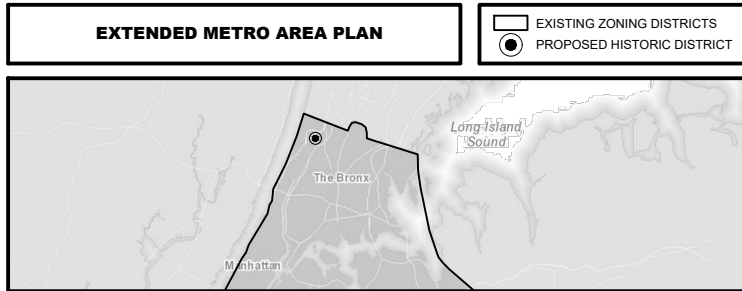 EXTENDED METRO AREA PLAN
EXISTING ZONING DISTRICTS
PROPOSED HISTORIC DISTRICT
Long Island
Sound
The Bronx
Manhattan